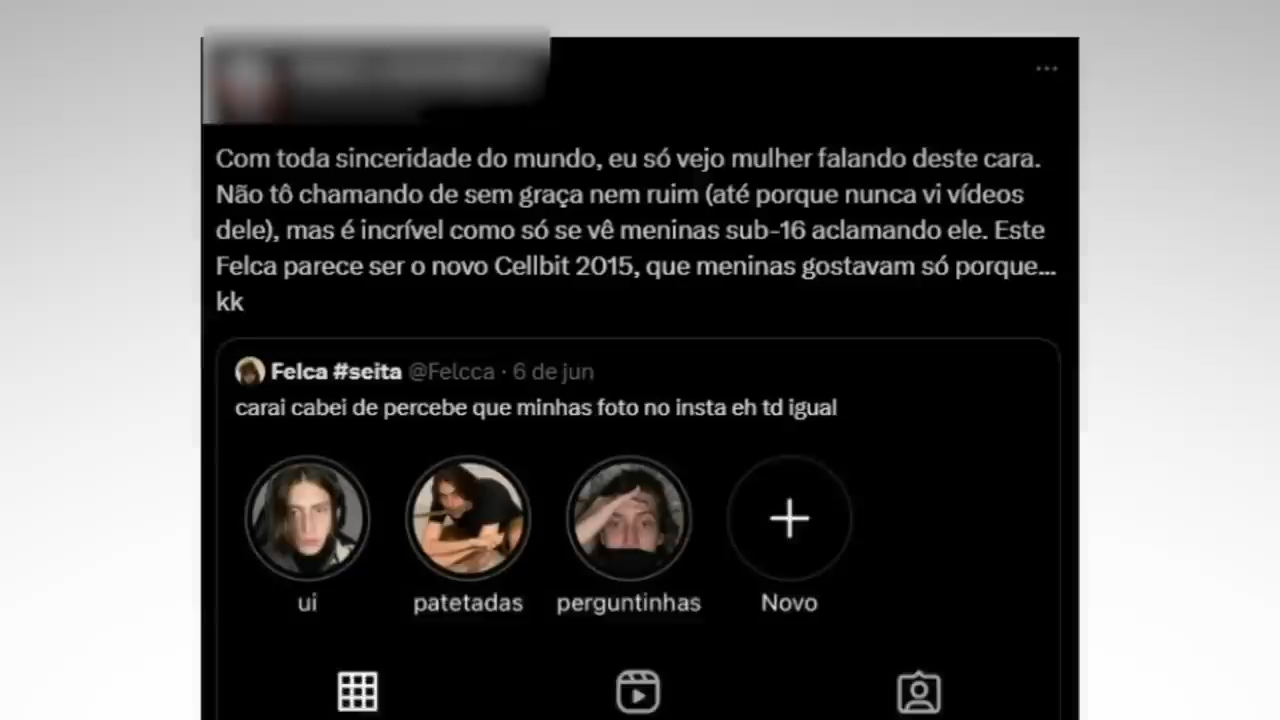 Com toda sinceridade do mundo, eu só vejo mulher falando deste cara.
Não tô chamando de sem graça nem ruim (até porque nunca vi vídeos
dele), mas é incrível como só se vê meninas sub-16 aclamando ele. Este
Felca parece ser o novo Cellbit 2015, que meninas gostavam só porque...
kk
Felca #seita @Felcca · 6 de jun
carai cabei de percebe que minhas foto no insta eh td igual
ui patetadas perguntinhas Novo